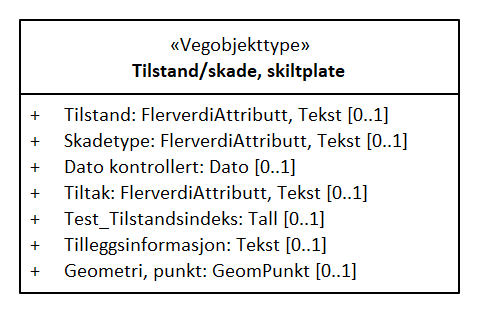 «Vegobjekttype»
Tilstand/skade, skiltplate
+ Tilstand: FlerverdiAttributt, Tekst [0..1]
+ Skadetype: FlerverdiAttributt, Tekst [0..1]
+ Dato kontrollert: Dato [0..1]
+ Tiltak: FlerverdiAttributt, Tekst [0..1]
+ Test_Tilstandsindeks: Tall [0..1]
+ Tilleggsinformasjon: Tekst [0..1]
+ Geometri, punkt: GeomPunkt [0..1]